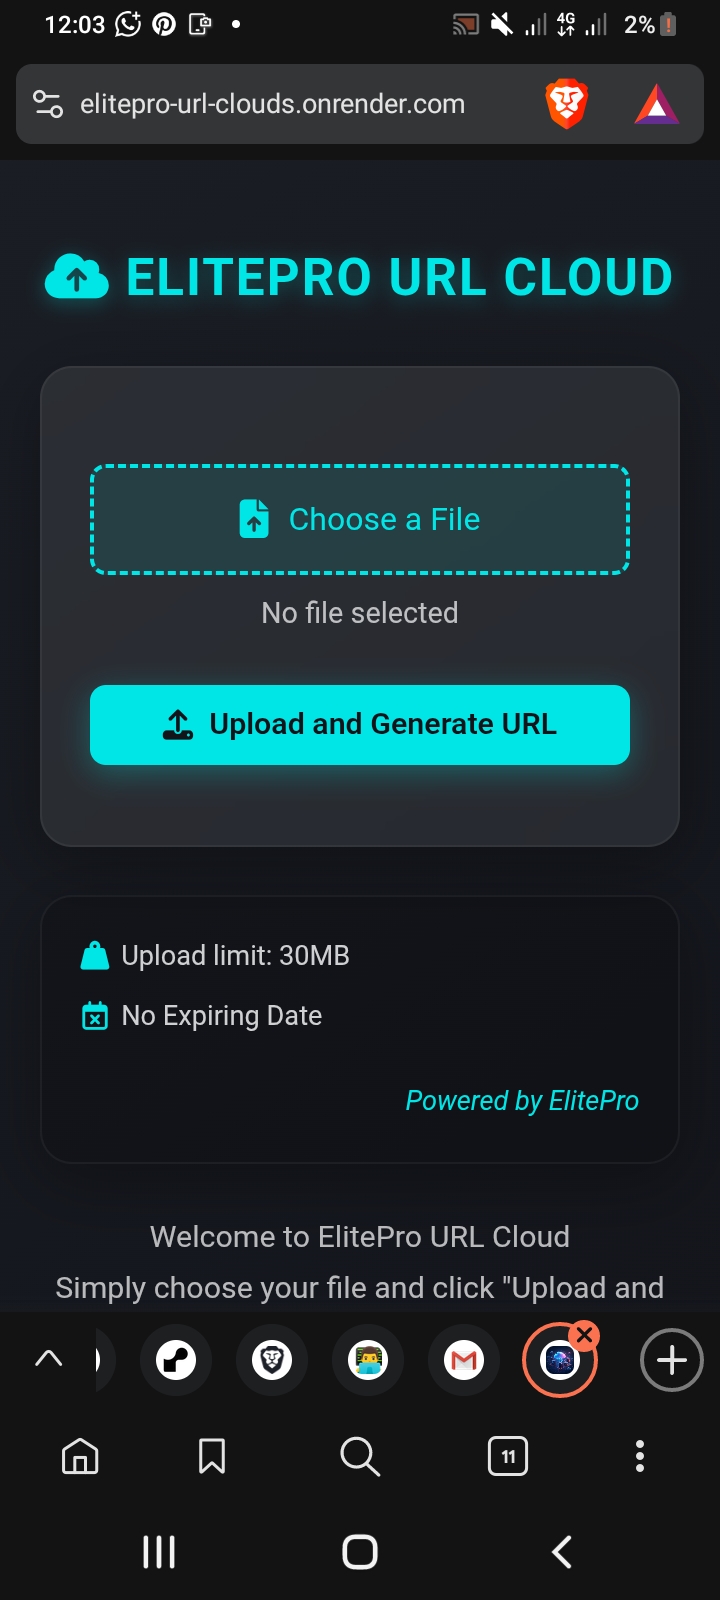 12:03
4G
2%
elitepro-url-clouds.onrender.com
ELITEPRO URL CLOUD
Choose a File
No file selected
Upload and Generate URL
Upload limit: 30MB
No Expiring Date
Powered by ElitePro
Welcome to ElitePro URL Cloud
Simply choose your file and click "Upload and
11